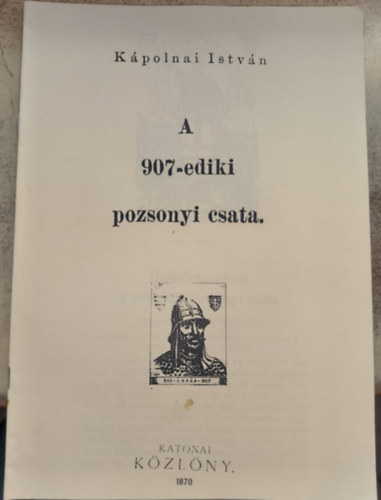 Kápolnai István
A
907-ediki
pozsonyi csata.
KATONAI
KÖZLÖNY.
1870